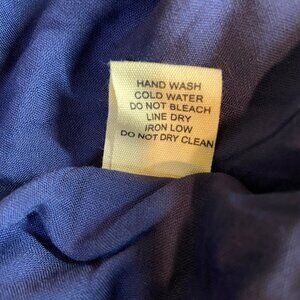 HAND WASH
COLD WATER
DO NOT BLEACH
LINE DRY
IRON LOW
DO NOT DRY CLEAN